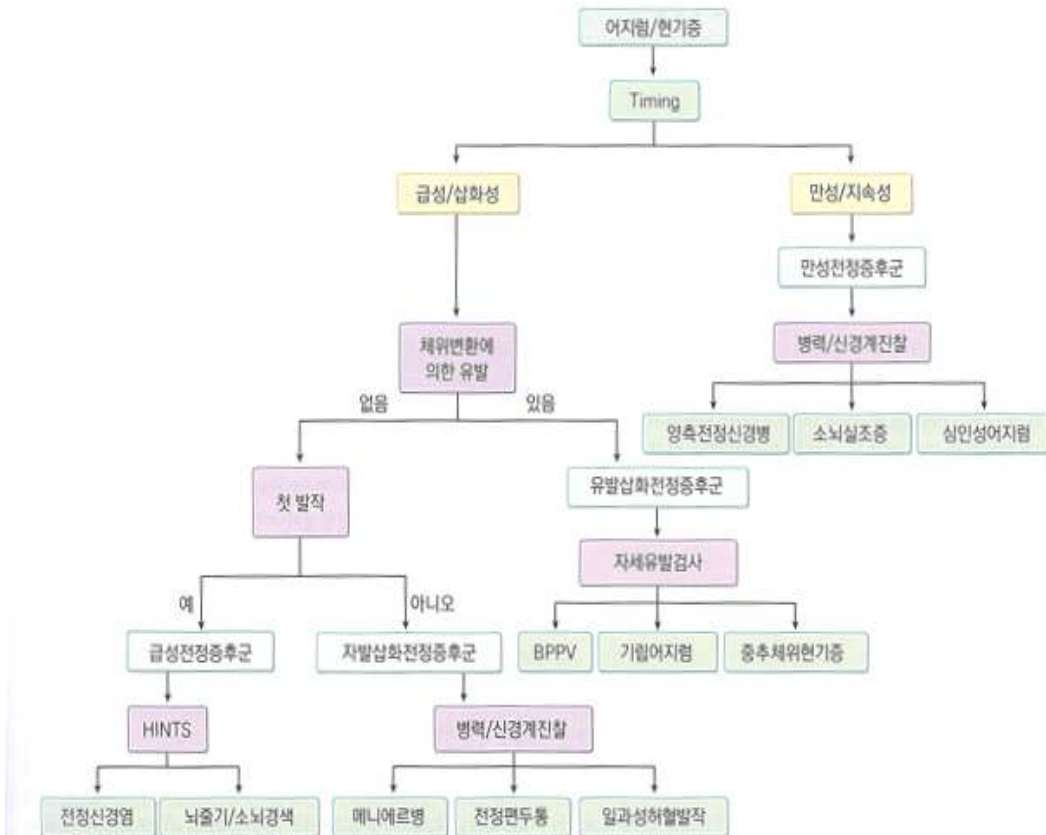 어지럼/현기증
Timing
급성/삽화성
만성/지속성
만성전정증후군
체위변환에
의한 유발
병력/신경계진찰
없음
있음
양측전정신경병
소뇌실조증
심인성어지럼
첫 발작
유발삽화전정증후군
자세유발검사
예
아니오
급성전정증후군
자발삽화전정증후군
BPPV
기립어지럼
중추체위현기증
HINTS
병력/신경계진찰
전정신경염
뇌줄기/소뇌경색
메니에르병
전정편두통
일과성허혈발작